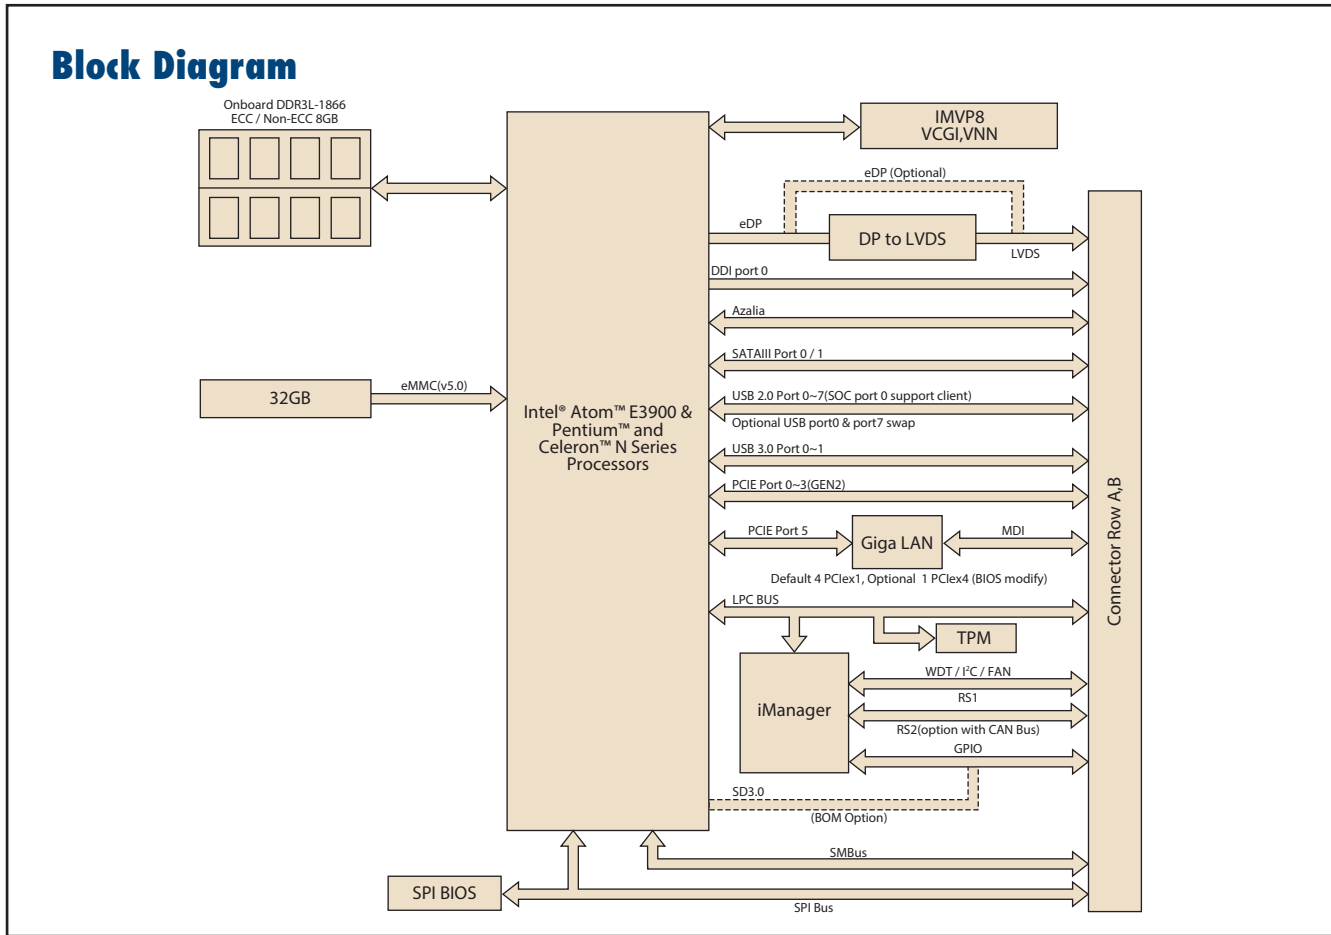 Block Diagram
Onboard DDR3L-1866
ECC / Non-ECC 8GB
IMVP8
VCGI,VNN
eDP (Optional)
eDP
DP to LVDS
LVDS
DDI port 0
Azalia
SATAIII Port 0 / 1
32GB
eMMC(v5.0)
USB 2.0 Port 0~7(SOC port 0 support client)
Optional USB port0 & port7 swap
Intel® Atom™ E3900 &
Pentium™ and
Celeron™ N Series
Processors
USB 3.0 Port 0~1
PCIE Port 0~3(GEN2)
PCIE Port 5
Giga LAN
MDI
Default 4 PCIex1, Optional 1 PCIex4 (BIOS modify)
LPC BUS
TPM
iManager
WDT / I²C / FAN
RS1
RS2(option with CAN Bus)
GPIO
SD3.0
(BOM Option)
SMBus
SPI BIOS
SPI Bus
Connector Row A,B